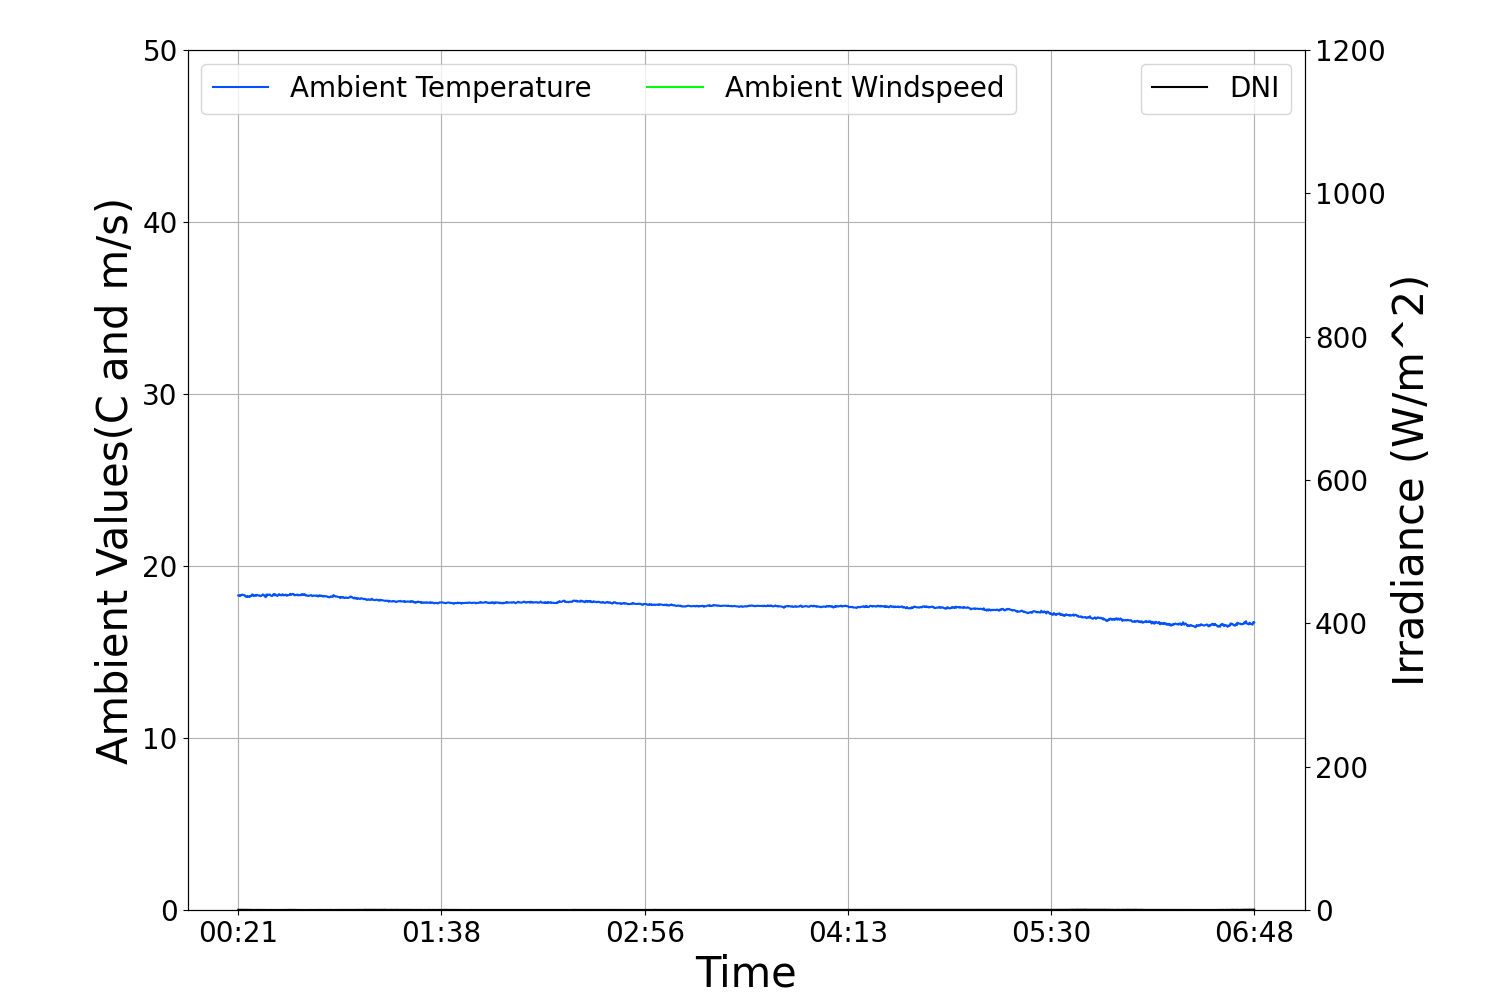 Ambient Temperature Ambient Windspeed DNI
Ambient Values(C and m/s)
50
40
30
20
10
0
1200
1000
800
600
400
200
0
Irradiance (W/m^2)
00:21 01:38 02:56 04:13 05:30 06:48
Time